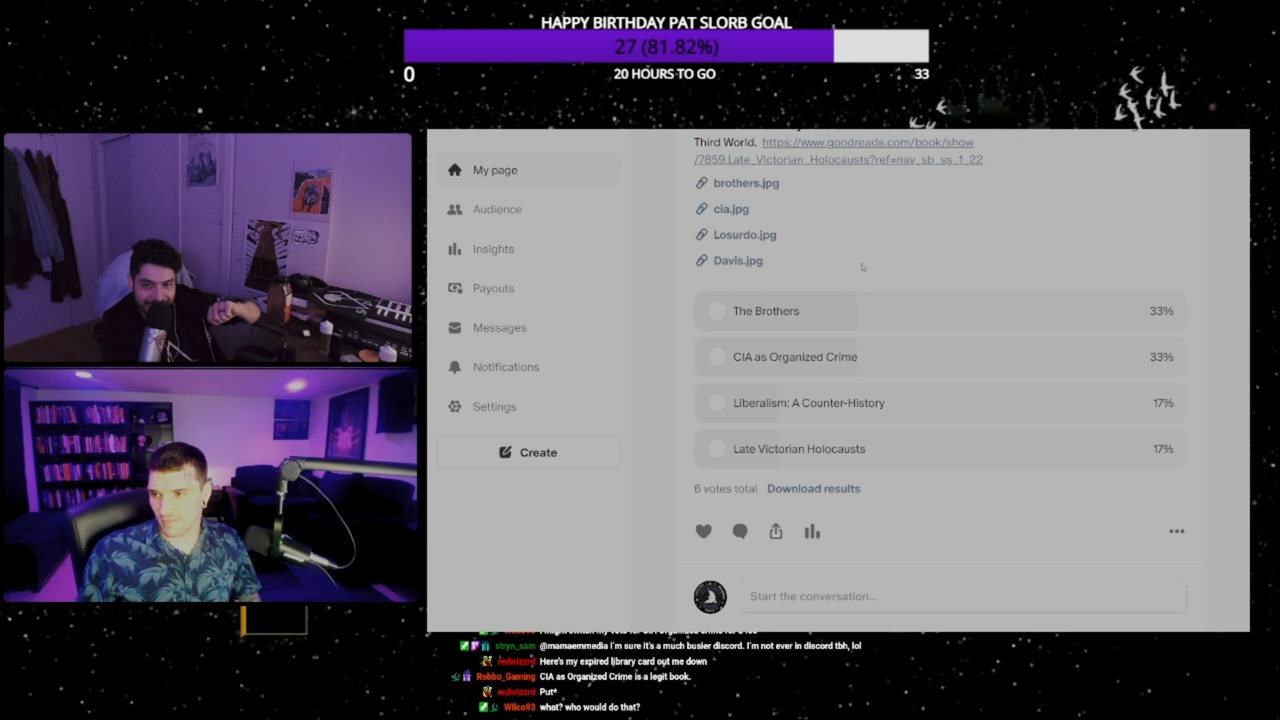 HAPPY BIRTHDAY PAT SLORB GOAL
27 (81.82%)
0
20 HOURS TO GO
33
My page
Audience
Insights
Payouts
Messages
Notifications
Settings
Create
Third World. https://www.goodreads.com/book/show
/7859.Late_Victorian_Holocausts?ref=nav_sb_ss_1_22
brothers.jpg
cia.jpg
Losurdo.jpg
Davis.jpg
The Brothers 33%
CIA as Organized Crime 33%
Liberalism: A Counter-History 17%
Late Victorian Holocausts 17%
6 votes total Download results
Start the conversation...
stryn_sam @mamaemmedia I'm sure it's a much busier discord. I'm not ever in discord tbh, lol
redwizzrd Here's my expired library card out me down
Robbo_Gaming CIA as Organized Crime is a legit book.
redwizzrd Put*
Wilco93 what? who would do that?